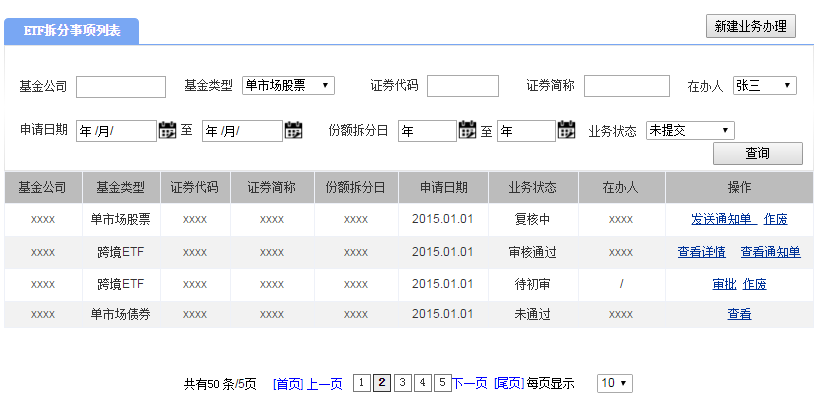 ETF拆分事项列表 新建业务办理
基金公司 基金类型 单市场股票 证券代码 证券简称 在办人 张三
申请日期 年 /月/ 至 年 /月/ 份额拆分日 年 至 年 业务状态 未提交
查询
基金公司 基金类型 证券代码 证券简称 份额拆分日 申请日期 业务状态 在办人 操作
xxxx 单市场股票 xxxx xxxx xxxx 2015.01.01 复核中 xxxx 发送通知单 作废
xxxx 跨境ETF xxxx xxxx xxxx 2015.01.01 审核通过 xxxx 查看详情 查看通知单
xxxx 跨境ETF xxxx xxxx xxxx 2015.01.01 待初审 / 审批 作废
xxxx 单市场债券 xxxx xxxx xxxx 2015.01.01 未通过 xxxx 查看
共有50 条/5页 [首页] 上一页 1 2 3 4 5 下一页 [尾页] 每页显示 10